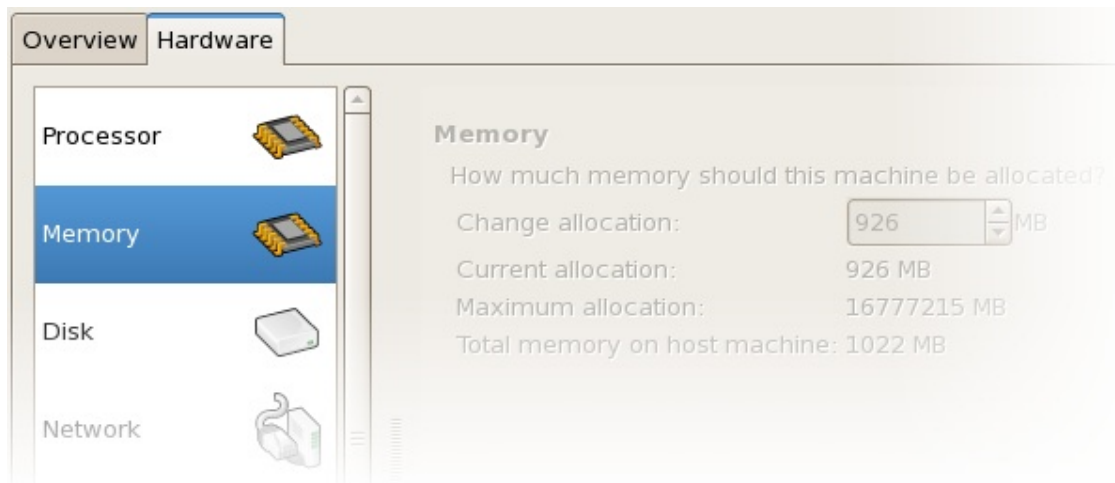 Overview Hardware
Processor
Memory
Disk
Network
Memory
How much memory should this machine be allocated?
Change allocation: 926 MB
Current allocation: 926 MB
Maximum allocation: 16777215 MB
Total memory on host machine: 1022 MB